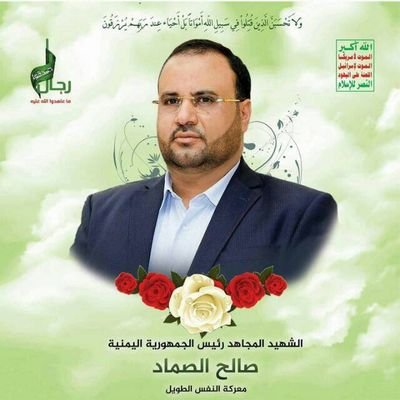 وَلَا تَحْسَبَنَّ الَّذِينَ قُتِلُوا فِي سَبِيلِ اللَّهِ أَمْوَاتًا بَلْ أَحْيَاءٌ عِندَ رَبِّهِمْ يُرْزَقُونَ
الله أكبر
الموت لأمريكا
الموت لإسرائيل
اللعنة على اليهود
النصر للإسلام
رجال
صدقوا
ما عاهدوا الله عليه
الشهيد المجاهد رئيس الجمهورية اليمنية
صالح الصماد
معركة النفس الطويل